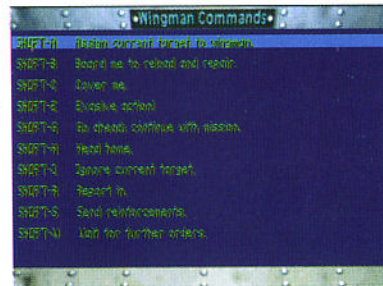 Wingman Commands
SHIFT-A Assign current target to wingman.
SHIFT-B Board me to reload and repair.
SHIFT-C Cover me.
SHIFT-E Evasive action!
SHIFT-G Go ahead, continue with mission.
SHIFT-H Head home.
SHIFT-I Ignore current target.
SHIFT-R Report in.
SHIFT-S Send reinforcements.
SHIFT-W Wait for further orders.